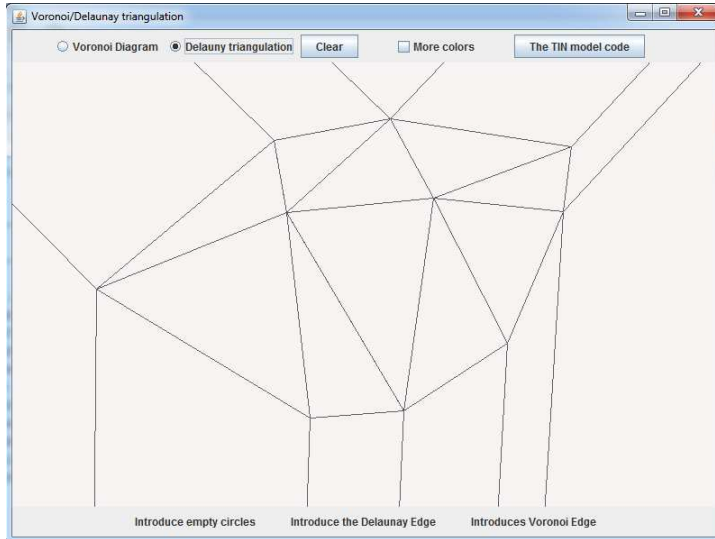 Voronoi/Delaunay triangulation
Voronoi Diagram Delauny triangulation Clear More colors The TIN model code
Introduce empty circles Introduce the Delaunay Edge Introduces Voronoi Edge